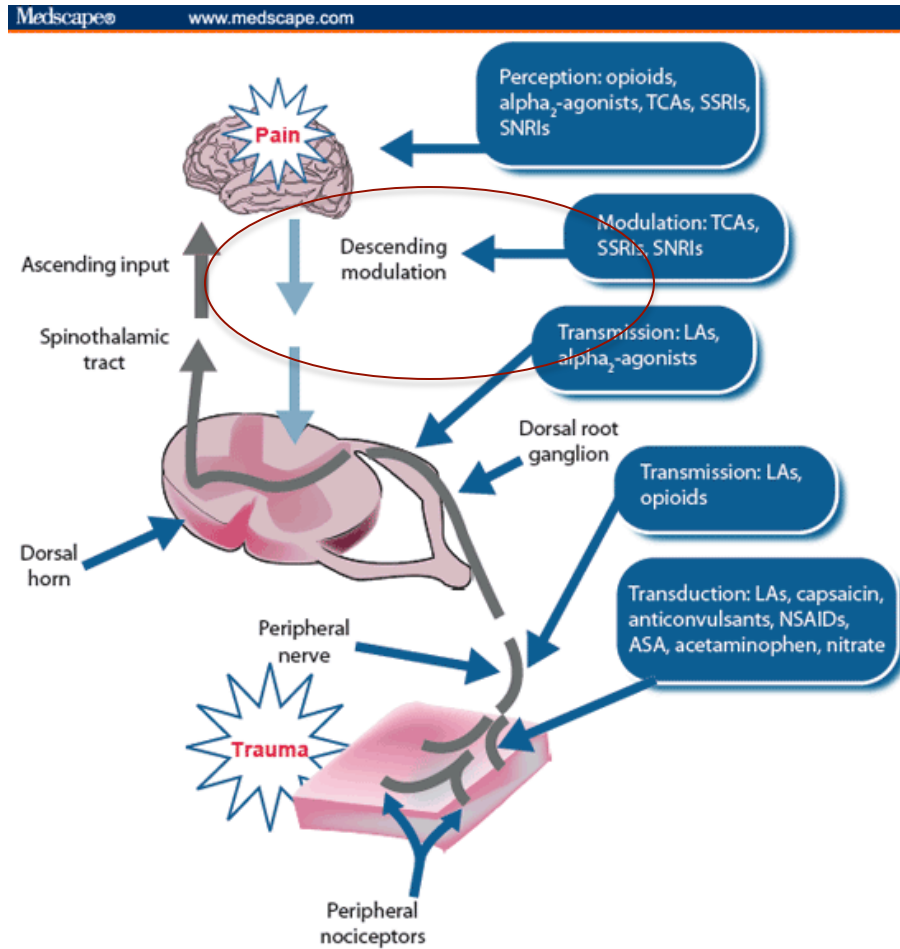 Medscape® www.medscape.com
Perception: opioids,
alpha₂-agonists, TCAs, SSRIs,
SNRIs
Pain
Modulation: TCAs,
SSRIs, SNRIs
Descending
modulation
Ascending input
Spinothalamic
tract
Transmission: LAs,
alpha₂-agonists
Dorsal root
ganglion
Transmission: LAs,
opioids
Dorsal
horn
Transduction: LAs, capsaicin,
anticonvulsants, NSAIDs,
ASA, acetaminophen, nitrate
Peripheral
nerve
Trauma
Peripheral
nociceptors